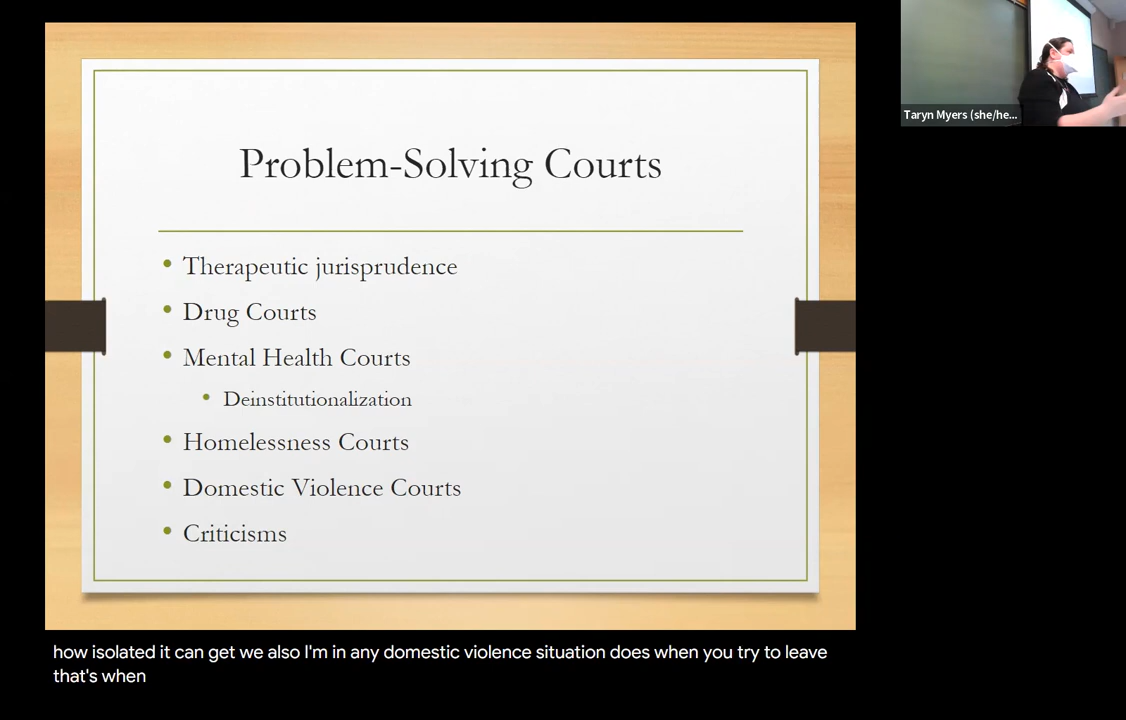 Problem-Solving Courts
Therapeutic jurisprudence
Drug Courts
Mental Health Courts
Deinstitutionalization
Homelessness Courts
Domestic Violence Courts
Criticisms
Taryn Myers (she/he...
how isolated it can get we also I'm in any domestic violence situation does when you try to leave
that's when